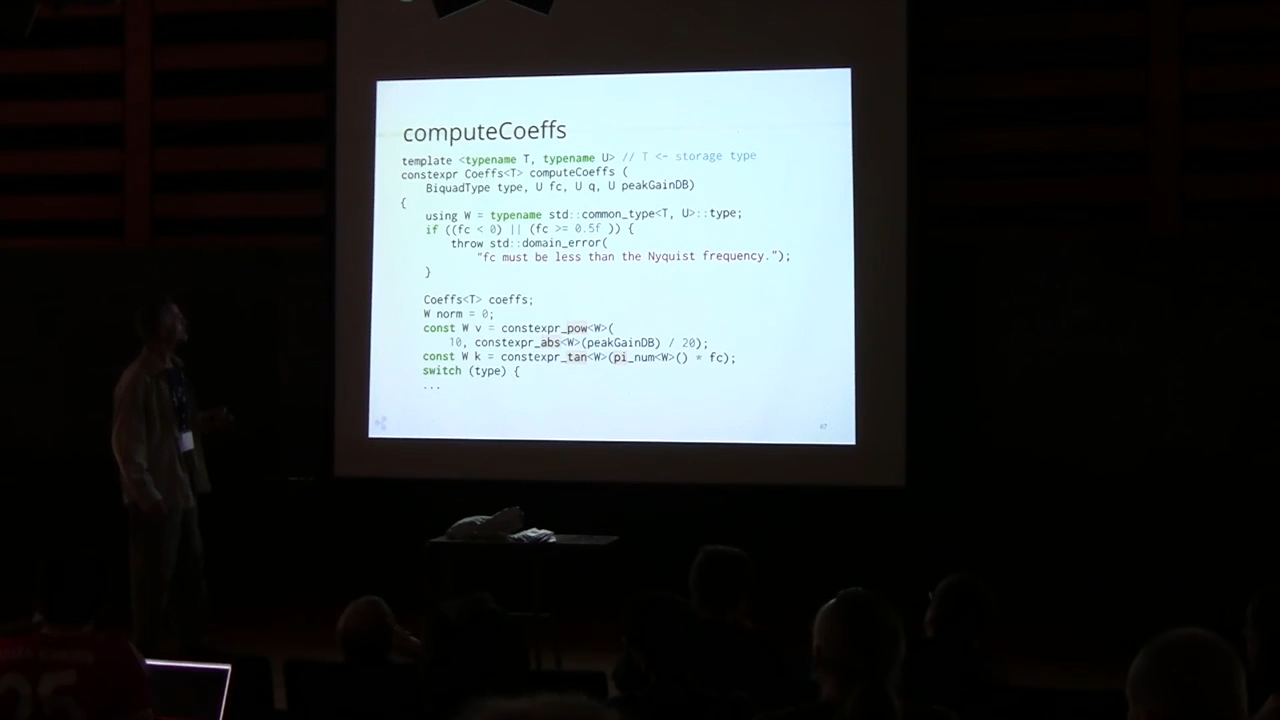 computeCoeffs
template <typename T, typename U> // T <- storage type
constexpr Coeffs<T> computeCoeffs (
BiquadType type, U fc, U q, U peakGainDB)
{
using W = typename std::common_type<T, U>::type;
if ((fc < 0) || (fc >= 0.5f )) {
throw std::domain_error(
"fc must be less than the Nyquist frequency.");
}
Coeffs<T> coeffs;
W norm = 0;
const W v = constexpr_pow<W>(
10, constexpr_abs<W>(peakGainDB) / 20);
const W k = constexpr_tan<W>(pi_num<W>() * fc);
switch (type) {
...
47